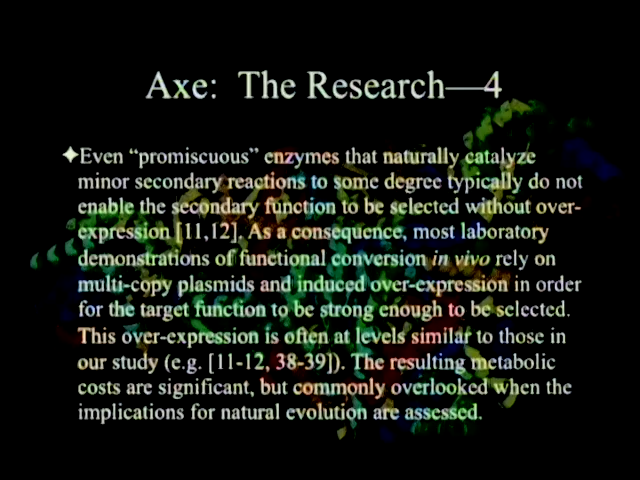 Axe: The Research—4
✦Even “promiscuous” enzymes that naturally catalyze
minor secondary reactions to some degree typically do not
enable the secondary function to be selected without over-
expression [11,12]. As a consequence, most laboratory
demonstrations of functional conversion in vivo rely on
multi-copy plasmids and induced over-expression in order
for the target function to be strong enough to be selected.
This over-expression is often at levels similar to those in
our study (e.g. [11-12, 38-39]). The resulting metabolic
costs are significant, but commonly overlooked when the
implications for natural evolution are assessed.